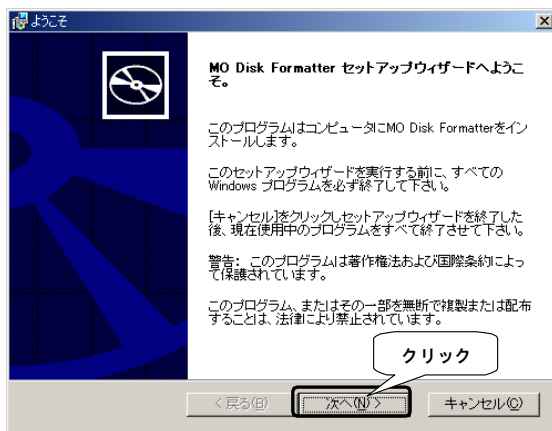 ようこそ
MO Disk Formatter セットアップウィザードへようこ
そ。
このプログラムはコンピュータにMO Disk Formatterをイン
ストールします。
このセットアップウィザードを実行する前に、すべての
Windows プログラムを必ず終了して下さい。
[キャンセル]をクリックしセットアップウィザードを終了した
後、現在使用中のプログラムをすべて終了させて下さい。
警告: このプログラムは著作権法および国際条約によっ
て保護されています。
このプログラム、またはその一部を無断で複製または配布
することは、法律により禁止されています。
クリック
< 戻る(B)
次へ(N) >
キャンセル(C)